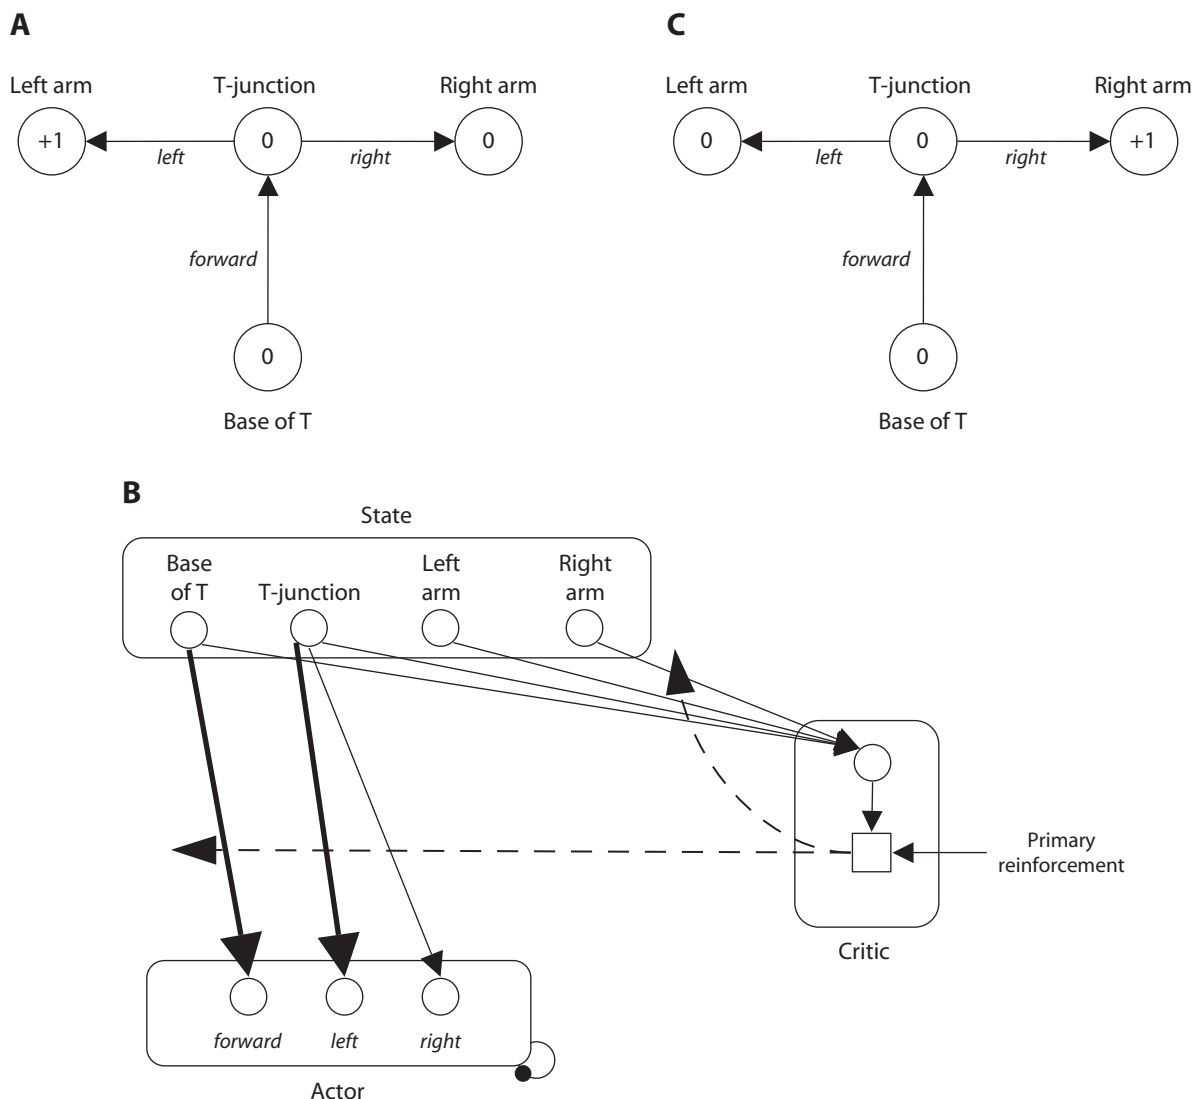 A
Left arm
T-junction
Right arm
+1
0
0
left
right
forward
0
Base of T
C
Left arm
T-junction
Right arm
0
0
+1
left
right
forward
0
Base of T
B
State
Base
of T
T-junction
Left
arm
Right
arm
Primary
reinforcement
Critic
forward
left
right
Actor